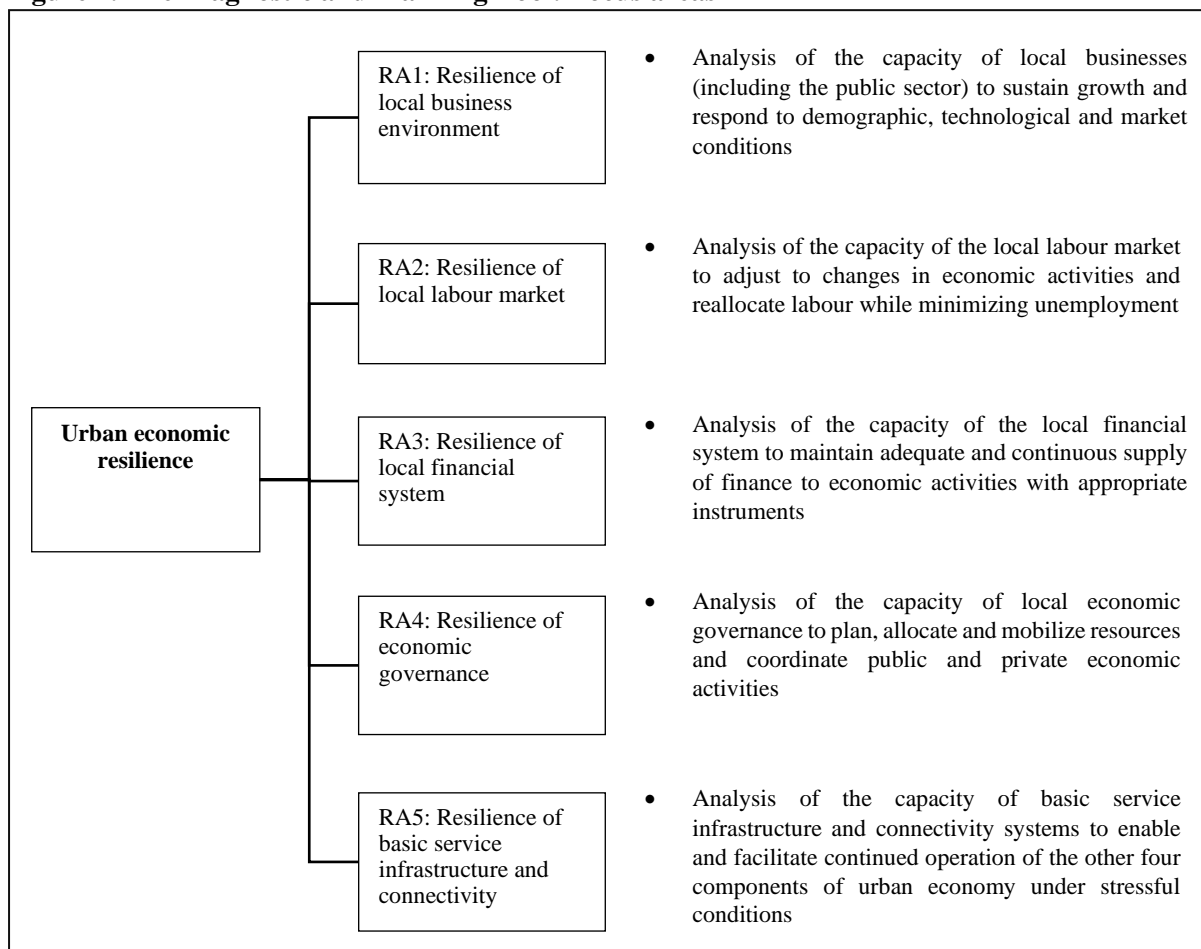 RA1: Resilience of
local business
environment
• Analysis of the capacity of local businesses
(including the public sector) to sustain growth and
respond to demographic, technological and market
conditions
RA2: Resilience of
local labour market
• Analysis of the capacity of the local labour market
to adjust to changes in economic activities and
reallocate labour while minimizing unemployment
Urban economic
resilience
RA3: Resilience of
local financial
system
• Analysis of the capacity of the local financial
system to maintain adequate and continuous supply
of finance to economic activities with appropriate
instruments
RA4: Resilience of
economic
governance
• Analysis of the capacity of local economic
governance to plan, allocate and mobilize resources
and coordinate public and private economic
activities
RA5: Resilience of
basic service
infrastructure and
connectivity
• Analysis of the capacity of basic service
infrastructure and connectivity systems to enable
and facilitate continued operation of the other four
components of urban economy under stressful
conditions